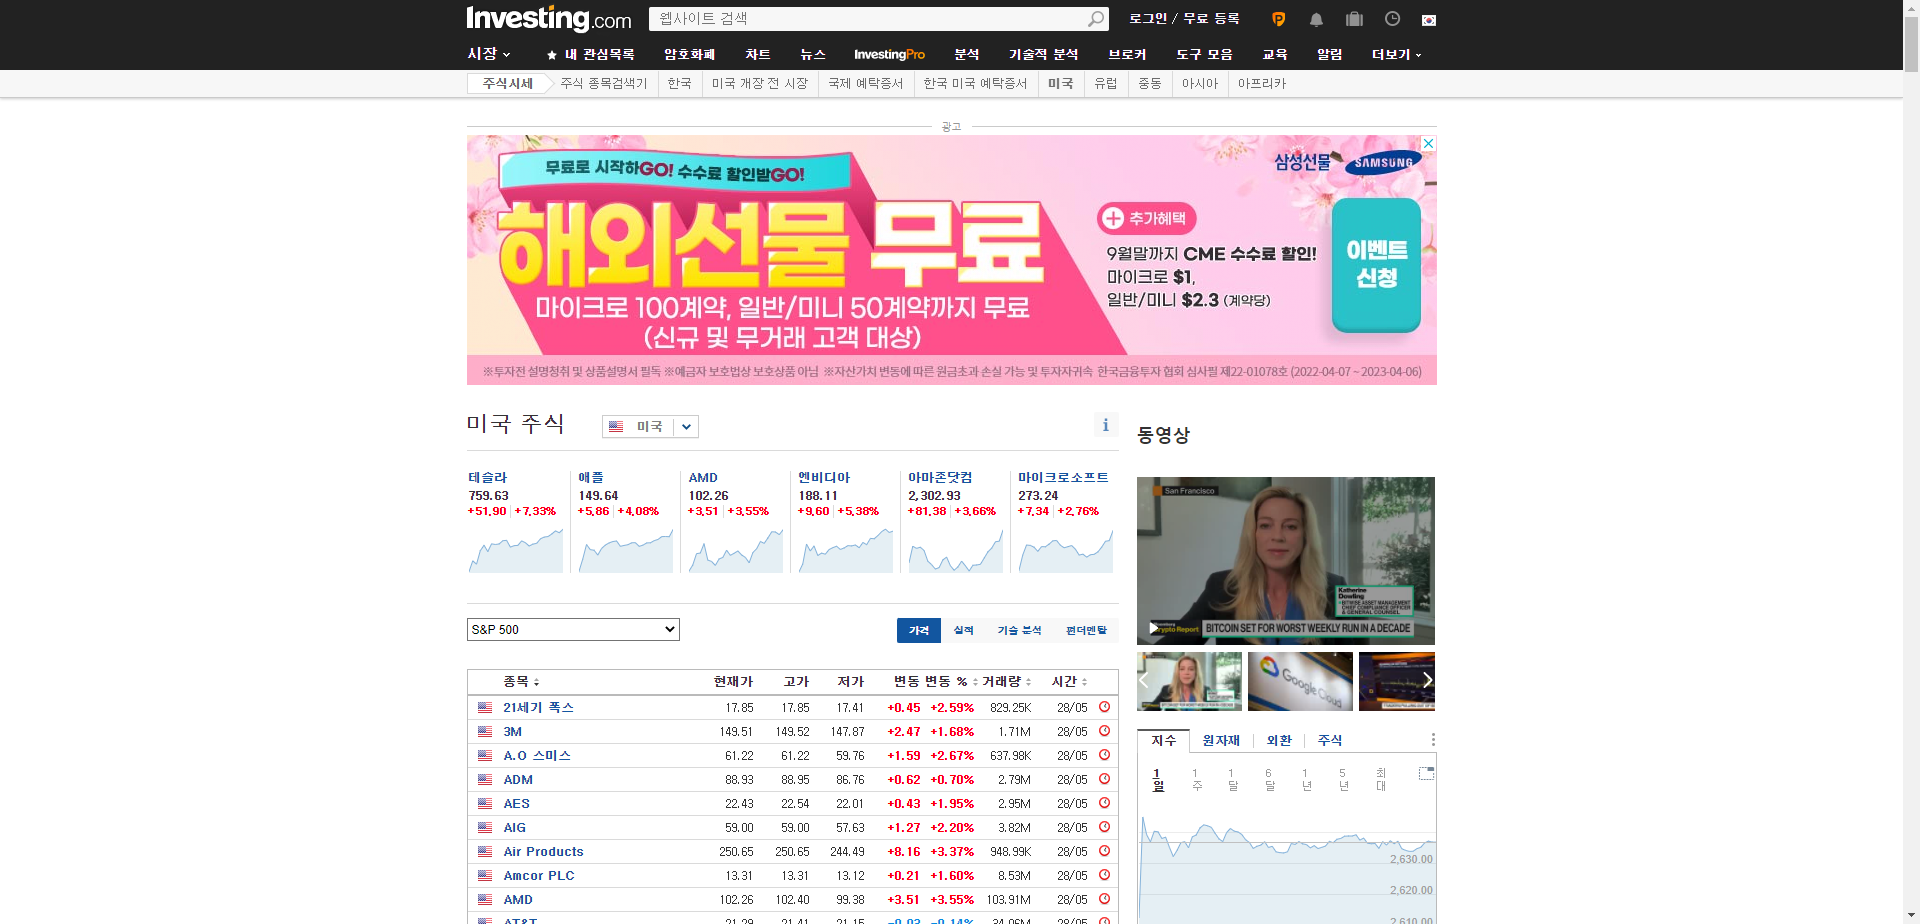 Investing.com
웹사이트 검색
로그인 / 무료 등록
시장
내 관심목록
암호화폐
차트
뉴스
InvestingPro
분석
기술적 분석
브로커
도구 모음
교육
알림
더보기
주식시세
주식 종목검색기
한국
미국 개장 전 시장
국제 예탁증서
한국 미국 예탁증서
미국
유럽
중동
아시아
아프리카
광고
무료로 시작하GO! 수수료 할인받GO!
해외선물 무료
마이크로 100계약, 일반/미니 50계약까지 무료
(신규 및 무거래 고객 대상)
삼성선물 SAMSUNG
추가혜택
9월말까지 CME 수수료 할인!
마이크로 $1,
일반/미니 $2.3 (계약당)
이벤트
신청
※투자전 설명청취 및 상품설명서 필독 ※예금자 보호법상 보호상품 아님 ※자산가치 변동에 따른 원금초과 손실 가능 및 투자자귀속 한국금융투자 협회 심사필 제22-01078호 (2022-04-07 ~ 2023-04-06)
미국 주식
미국
테슬라
759.63
+51.90 +7.33%
애플
149.64
+5.86 +4.08%
AMD
102.26
+3.51 +3.55%
엔비디아
188.11
+9.60 +5.38%
아마존닷컴
2,302.93
+81.38 +3.66%
마이크로소프트
273.24
+7.34 +2.76%
S&P 500
가격
실적
기술 분석
펀더멘탈
종목 현재가 고가 저가 변동 변동 % 거래량 시간
21세기 폭스 17.85 17.85 17.41 +0.45 +2.59% 829.25K 28/05
3M 149.51 149.52 147.87 +2.47 +1.68% 1.71M 28/05
A.O 스미스 61.22 61.22 59.76 +1.59 +2.67% 637.98K 28/05
ADM 88.93 88.95 86.76 +0.62 +0.70% 2.79M 28/05
AES 22.43 22.54 22.01 +0.43 +1.95% 2.95M 28/05
AIG 59.00 59.00 57.63 +1.27 +2.20% 3.82M 28/05
Air Products 250.65 250.65 244.49 +8.16 +3.37% 948.99K 28/05
Amcor PLC 13.31 13.31 13.12 +0.21 +1.60% 8.53M 28/05
AMD 102.26 102.40 99.38 +3.51 +3.55% 103.91M 28/05
AT&T 21.29 21.41 21.15 -0.03 -0.14% 34.06M 28/05
동영상
San Francisco
Katherine
Dowling
BITWISE ASSET MANAGEMENT
CHIEF COMPLIANCE OFFICER
& GENERAL COUNSEL
Crypto Report
BITCOIN SET FOR WORST WEEKLY RUN IN A DECADE
Google Cloud
지수
원자재
외환
주식
1일
1주
1달
6달
1년
5년
최대
2,630.00
2,620.00
2,610.00